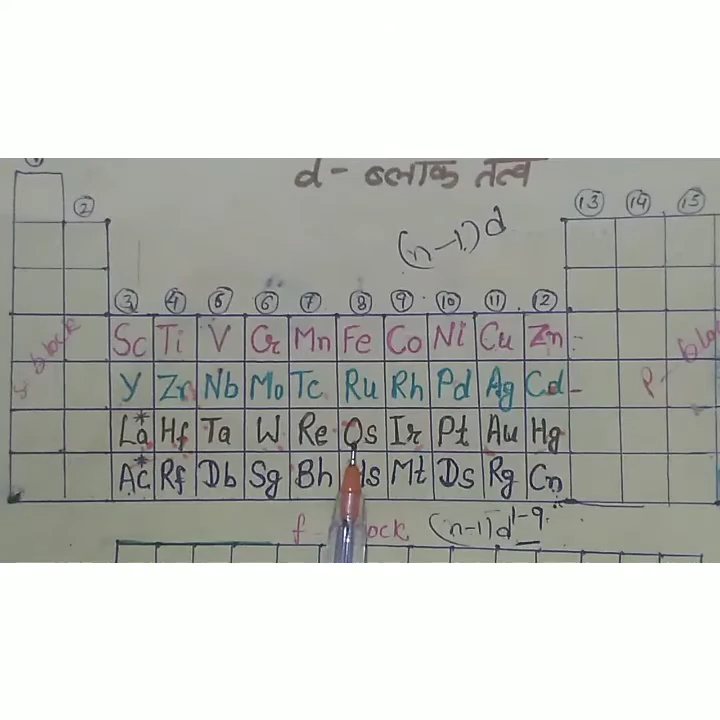 d - ब्लाक तत्व
②
⑬ ⑭ ⑮
(n-1)d
③ ④ ⑤ ⑥ ⑦ ⑧ ⑨ ⑩ ⑪ ⑫
Sc Ti V Cr Mn Fe Co Ni Cu Zn
Y Zr Nb Mo Tc Ru Rh Pd Ag Cd
La* Hf Ta W Re Os Ir Pt Au Hg
Ac* Rf Db Sg Bh Mt Ds Rg Cn
s-block
(n-1)d¹⁻⁹